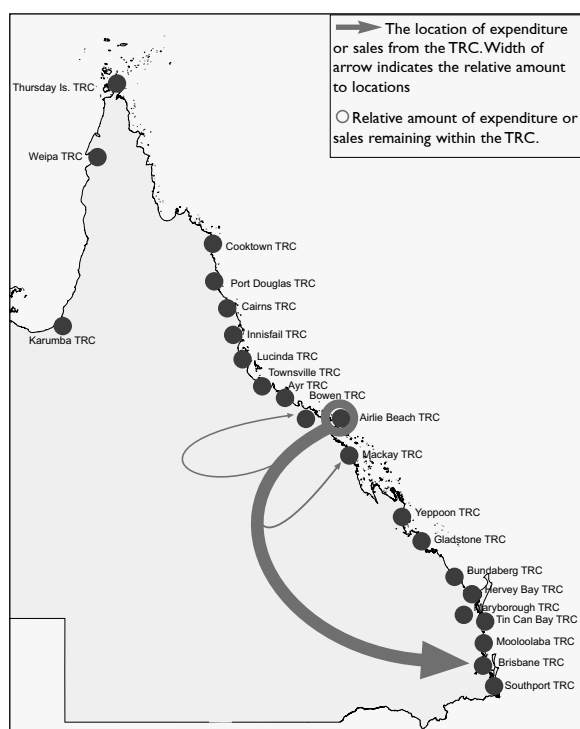 The location of expenditure
or sales from the TRC. Width of
arrow indicates the relative amount
to locations
Relative amount of expenditure or
sales remaining within the TRC.
Thursday Is. TRC
Weipa TRC
Cooktown TRC
Port Douglas TRC
Cairns TRC
Karumba TRC
Innisfail TRC
Lucinda TRC
Townsville TRC
Ayr TRC
Bowen TRC
Airlie Beach TRC
Mackay TRC
Yeppoon TRC
Gladstone TRC
Bundaberg TRC
Hervey Bay TRC
Maryborough TRC
Tin Can Bay TRC
Mooloolaba TRC
Brisbane TRC
Southport TRC